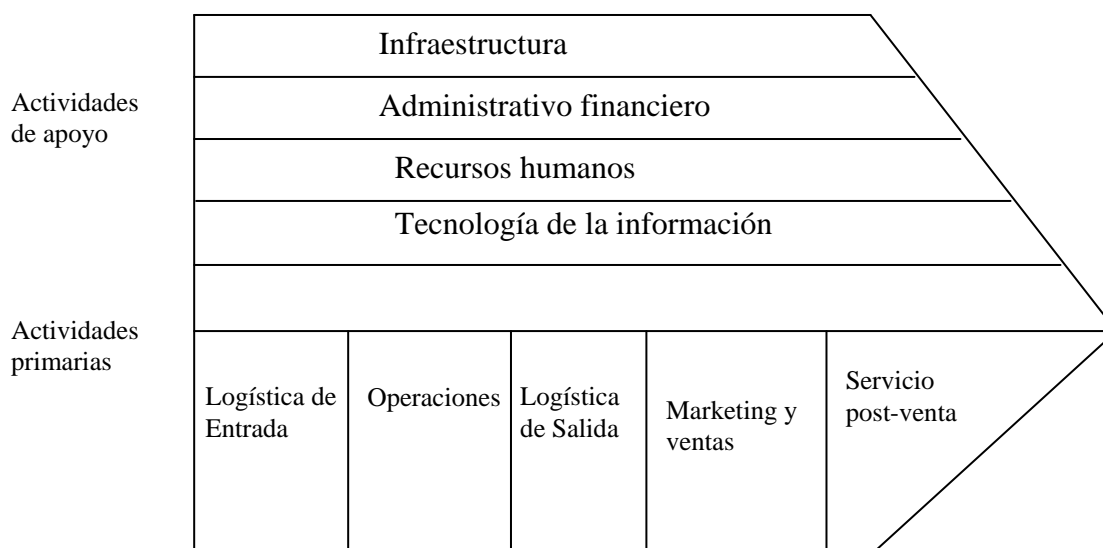 Infraestructura
Actividades
de apoyo
Administrativo financiero
Recursos humanos
Tecnología de la información
Actividades
primarias
Logística de
Entrada
Operaciones
Logística
de Salida
Marketing y
ventas
Servicio
post-venta